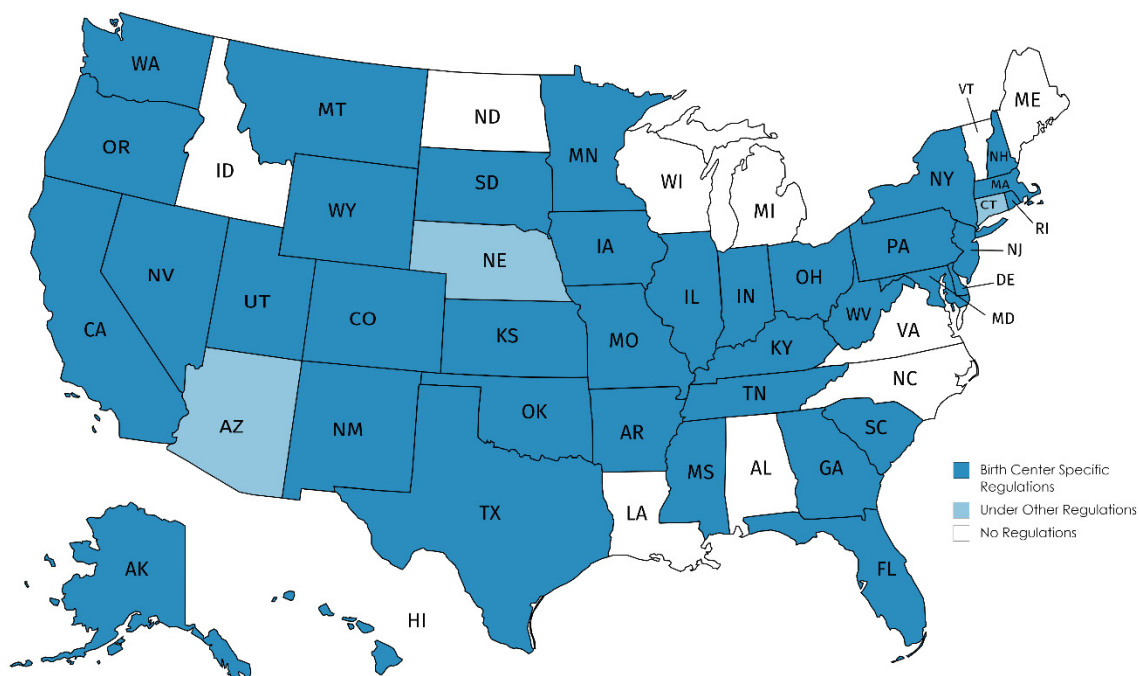 WA
MT
ND
MN
VT
ME
OR
ID
SD
WI
MI
NY
NH
MA
CT
RI
WY
IA
PA
NJ
NE
NV
UT
CO
IL
IN
OH
DE
MD
CA
KS
MO
WV
VA
KY
NC
AZ
NM
OK
TN
AR
SC
MS
AL
GA
TX
LA
FL
AK
HI
Birth Center Specific
Regulations
Under Other Regulations
No Regulations